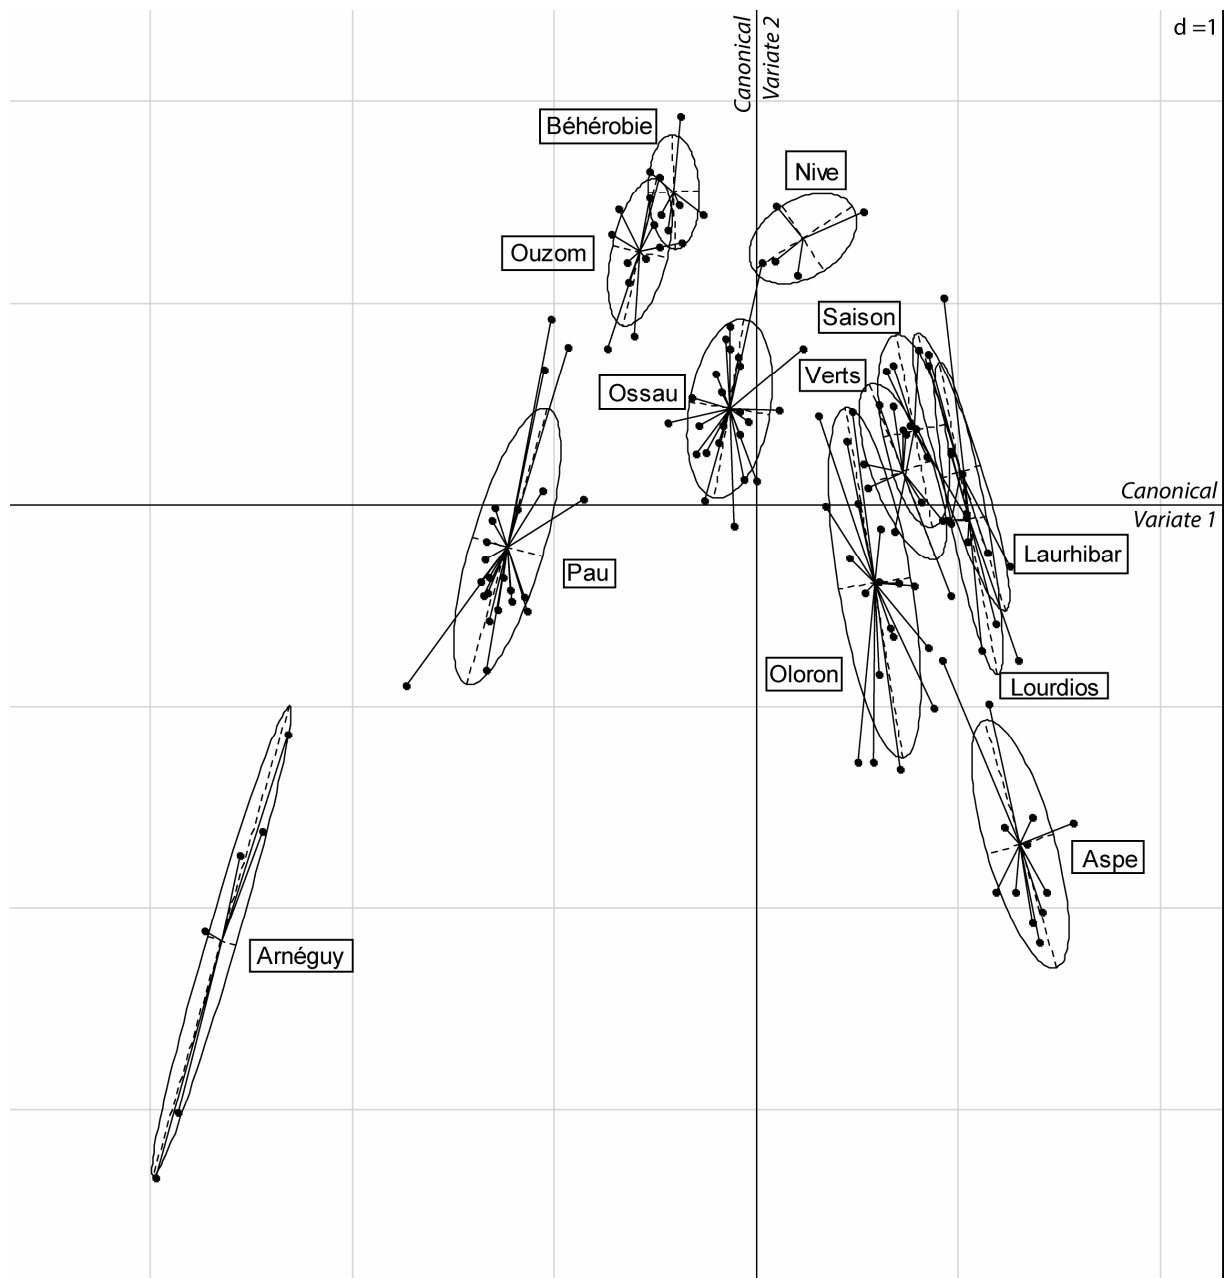 d =1
Canonical
Variate 2
Béhérobie
Nive
Ouzom
Saison
Verts
Ossau
Canonical
Variate 1
Laurhibar
Pau
Oloron
Lourdios
Aspe
Arnéguy